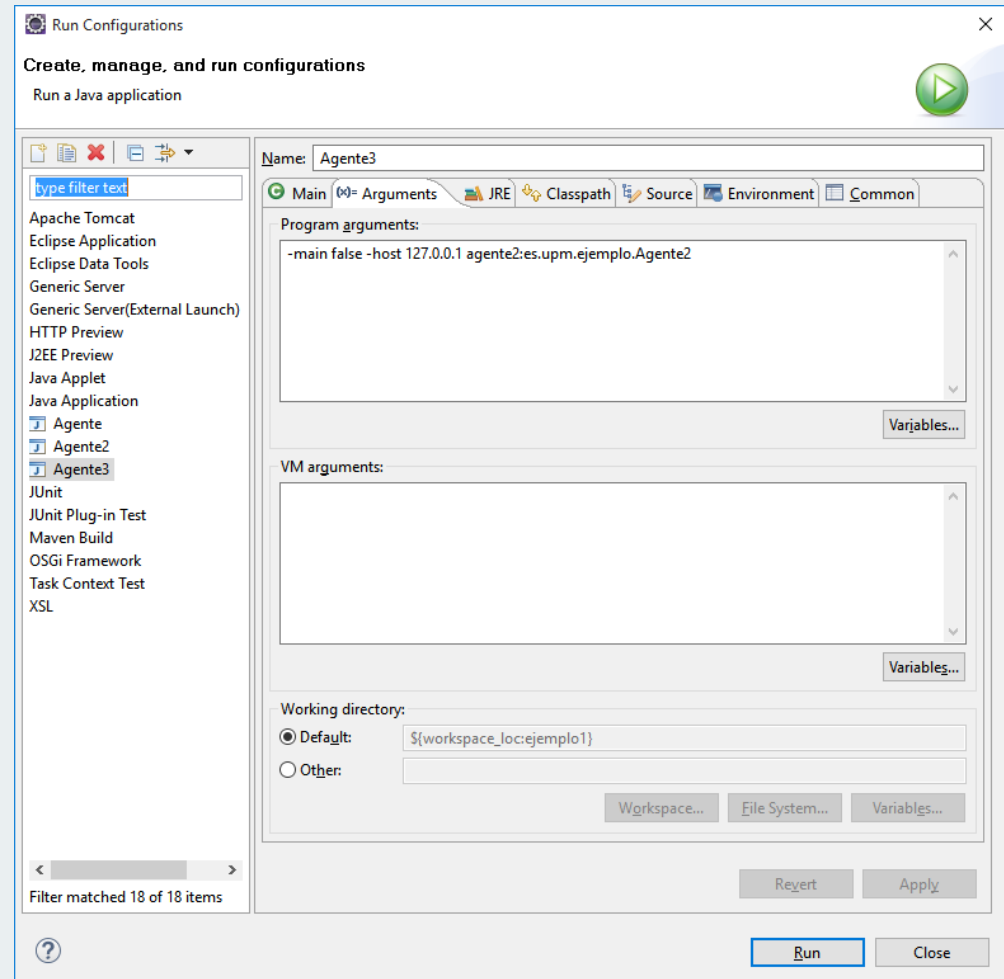 Run Configurations
Create, manage, and run configurations
Run a Java application
type filter text
Apache Tomcat
Eclipse Application
Eclipse Data Tools
Generic Server
Generic Server(External Launch)
HTTP Preview
J2EE Preview
Java Applet
Java Application
Agente
Agente2
Agente3
JUnit
JUnit Plug-in Test
Maven Build
OSGi Framework
Task Context Test
XSL
Filter matched 18 of 18 items
Name: Agente3
Main (x)= Arguments JRE Classpath Source Environment Common
Program arguments:
-main false -host 127.0.0.1 agente2:es.upm.ejemplo.Agente2
Variables...
VM arguments:
Variables...
Working directory:
Default: ${workspace_loc:ejemplo1}
Other:
Workspace... File System... Variables...
Revert Apply
? Run Close